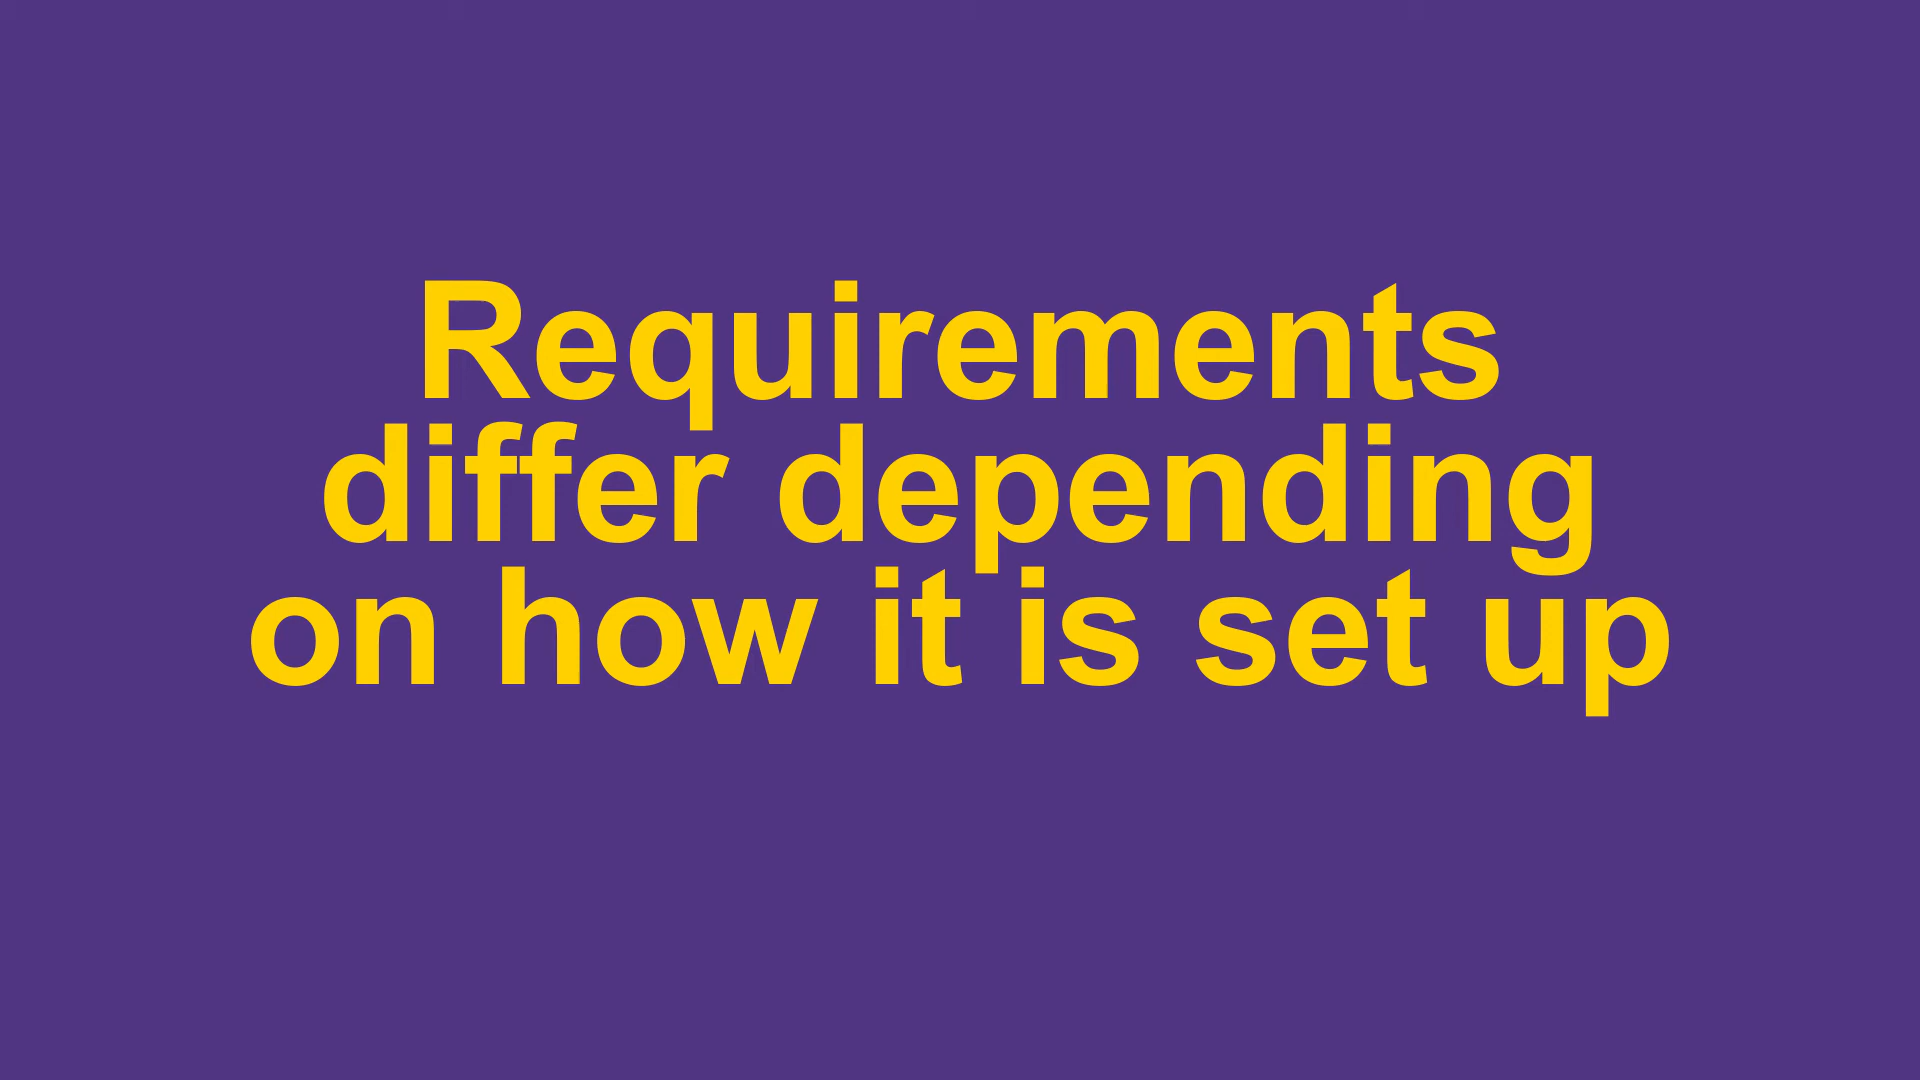 Requirements
differ depending
on how it is set up